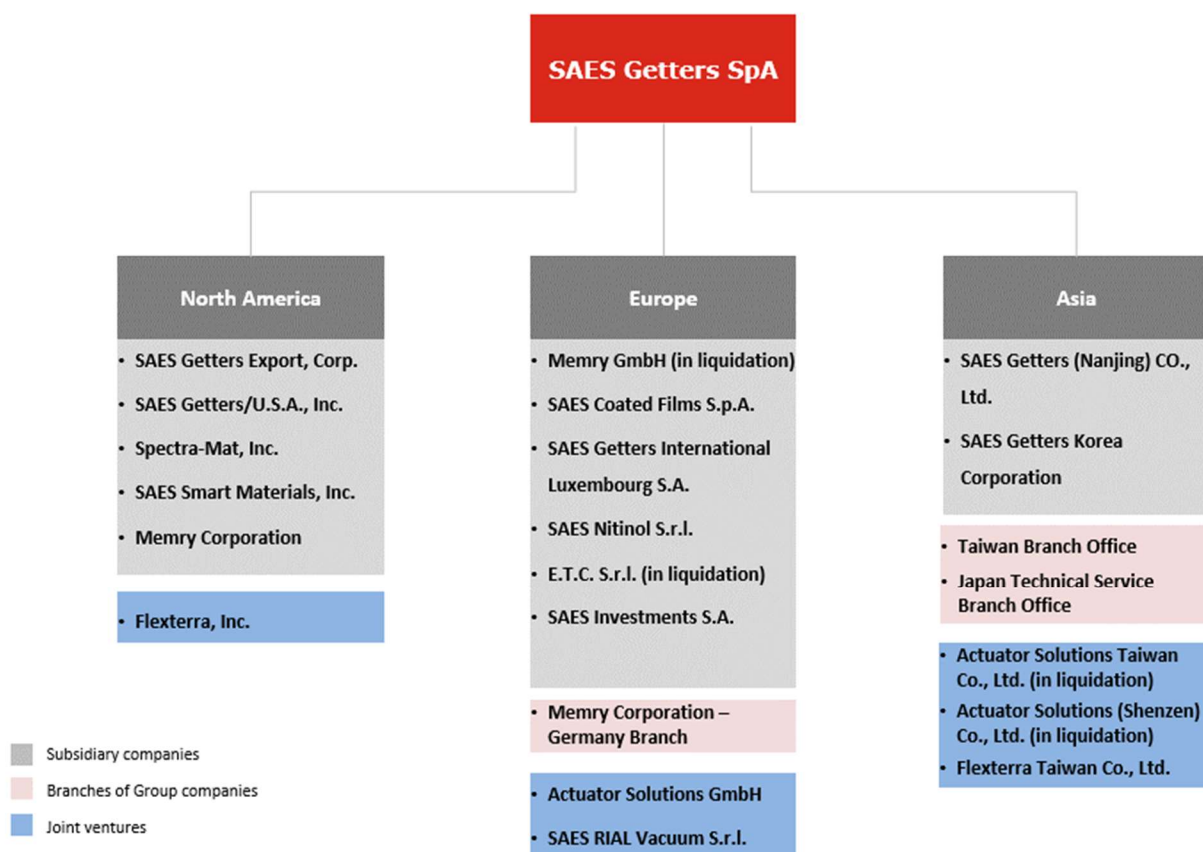 SAES Getters SpA
North America
• SAES Getters Export, Corp.
• SAES Getters/U.S.A., Inc.
• Spectra-Mat, Inc.
• SAES Smart Materials, Inc.
• Memry Corporation
• Flexterra, Inc.
Europe
• Memry GmbH (in liquidation)
• SAES Coated Films S.p.A.
• SAES Getters International
Luxembourg S.A.
• SAES Nitinol S.r.l.
• E.T.C. S.r.l. (in liquidation)
• SAES Investments S.A.
• Memry Corporation –
Germany Branch
• Actuator Solutions GmbH
• SAES RIAL Vacuum S.r.l.
Asia
• SAES Getters (Nanjing) CO.,
Ltd.
• SAES Getters Korea
Corporation
• Taiwan Branch Office
• Japan Technical Service
Branch Office
• Actuator Solutions Taiwan
Co., Ltd. (in liquidation)
• Actuator Solutions (Shenzen)
Co., Ltd. (in liquidation)
• Flexterra Taiwan Co., Ltd.
Subsidiary companies
Branches of Group companies
Joint ventures